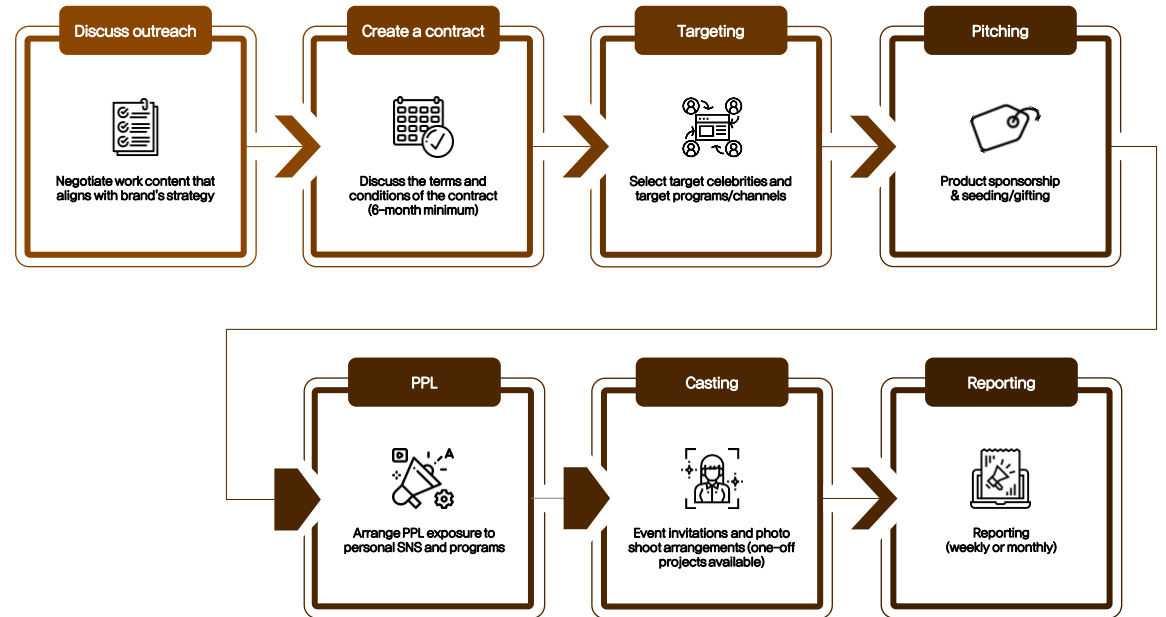 Discuss outreach
Negotiate work content that
aligns with brand's strategy
Create a contract
Discuss the terms and
conditions of the contract
(6-month minimum)
Targeting
Select target celebrities and
target programs/channels
Pitching
Product sponsorship
& seeding/gifting
PPL
A
Arrange PPL exposure to
personal SNS and programs
Casting
Event invitations and photo
shoot arrangements (one-off
projects available)
Reporting
Reporting
(weekly or monthly)